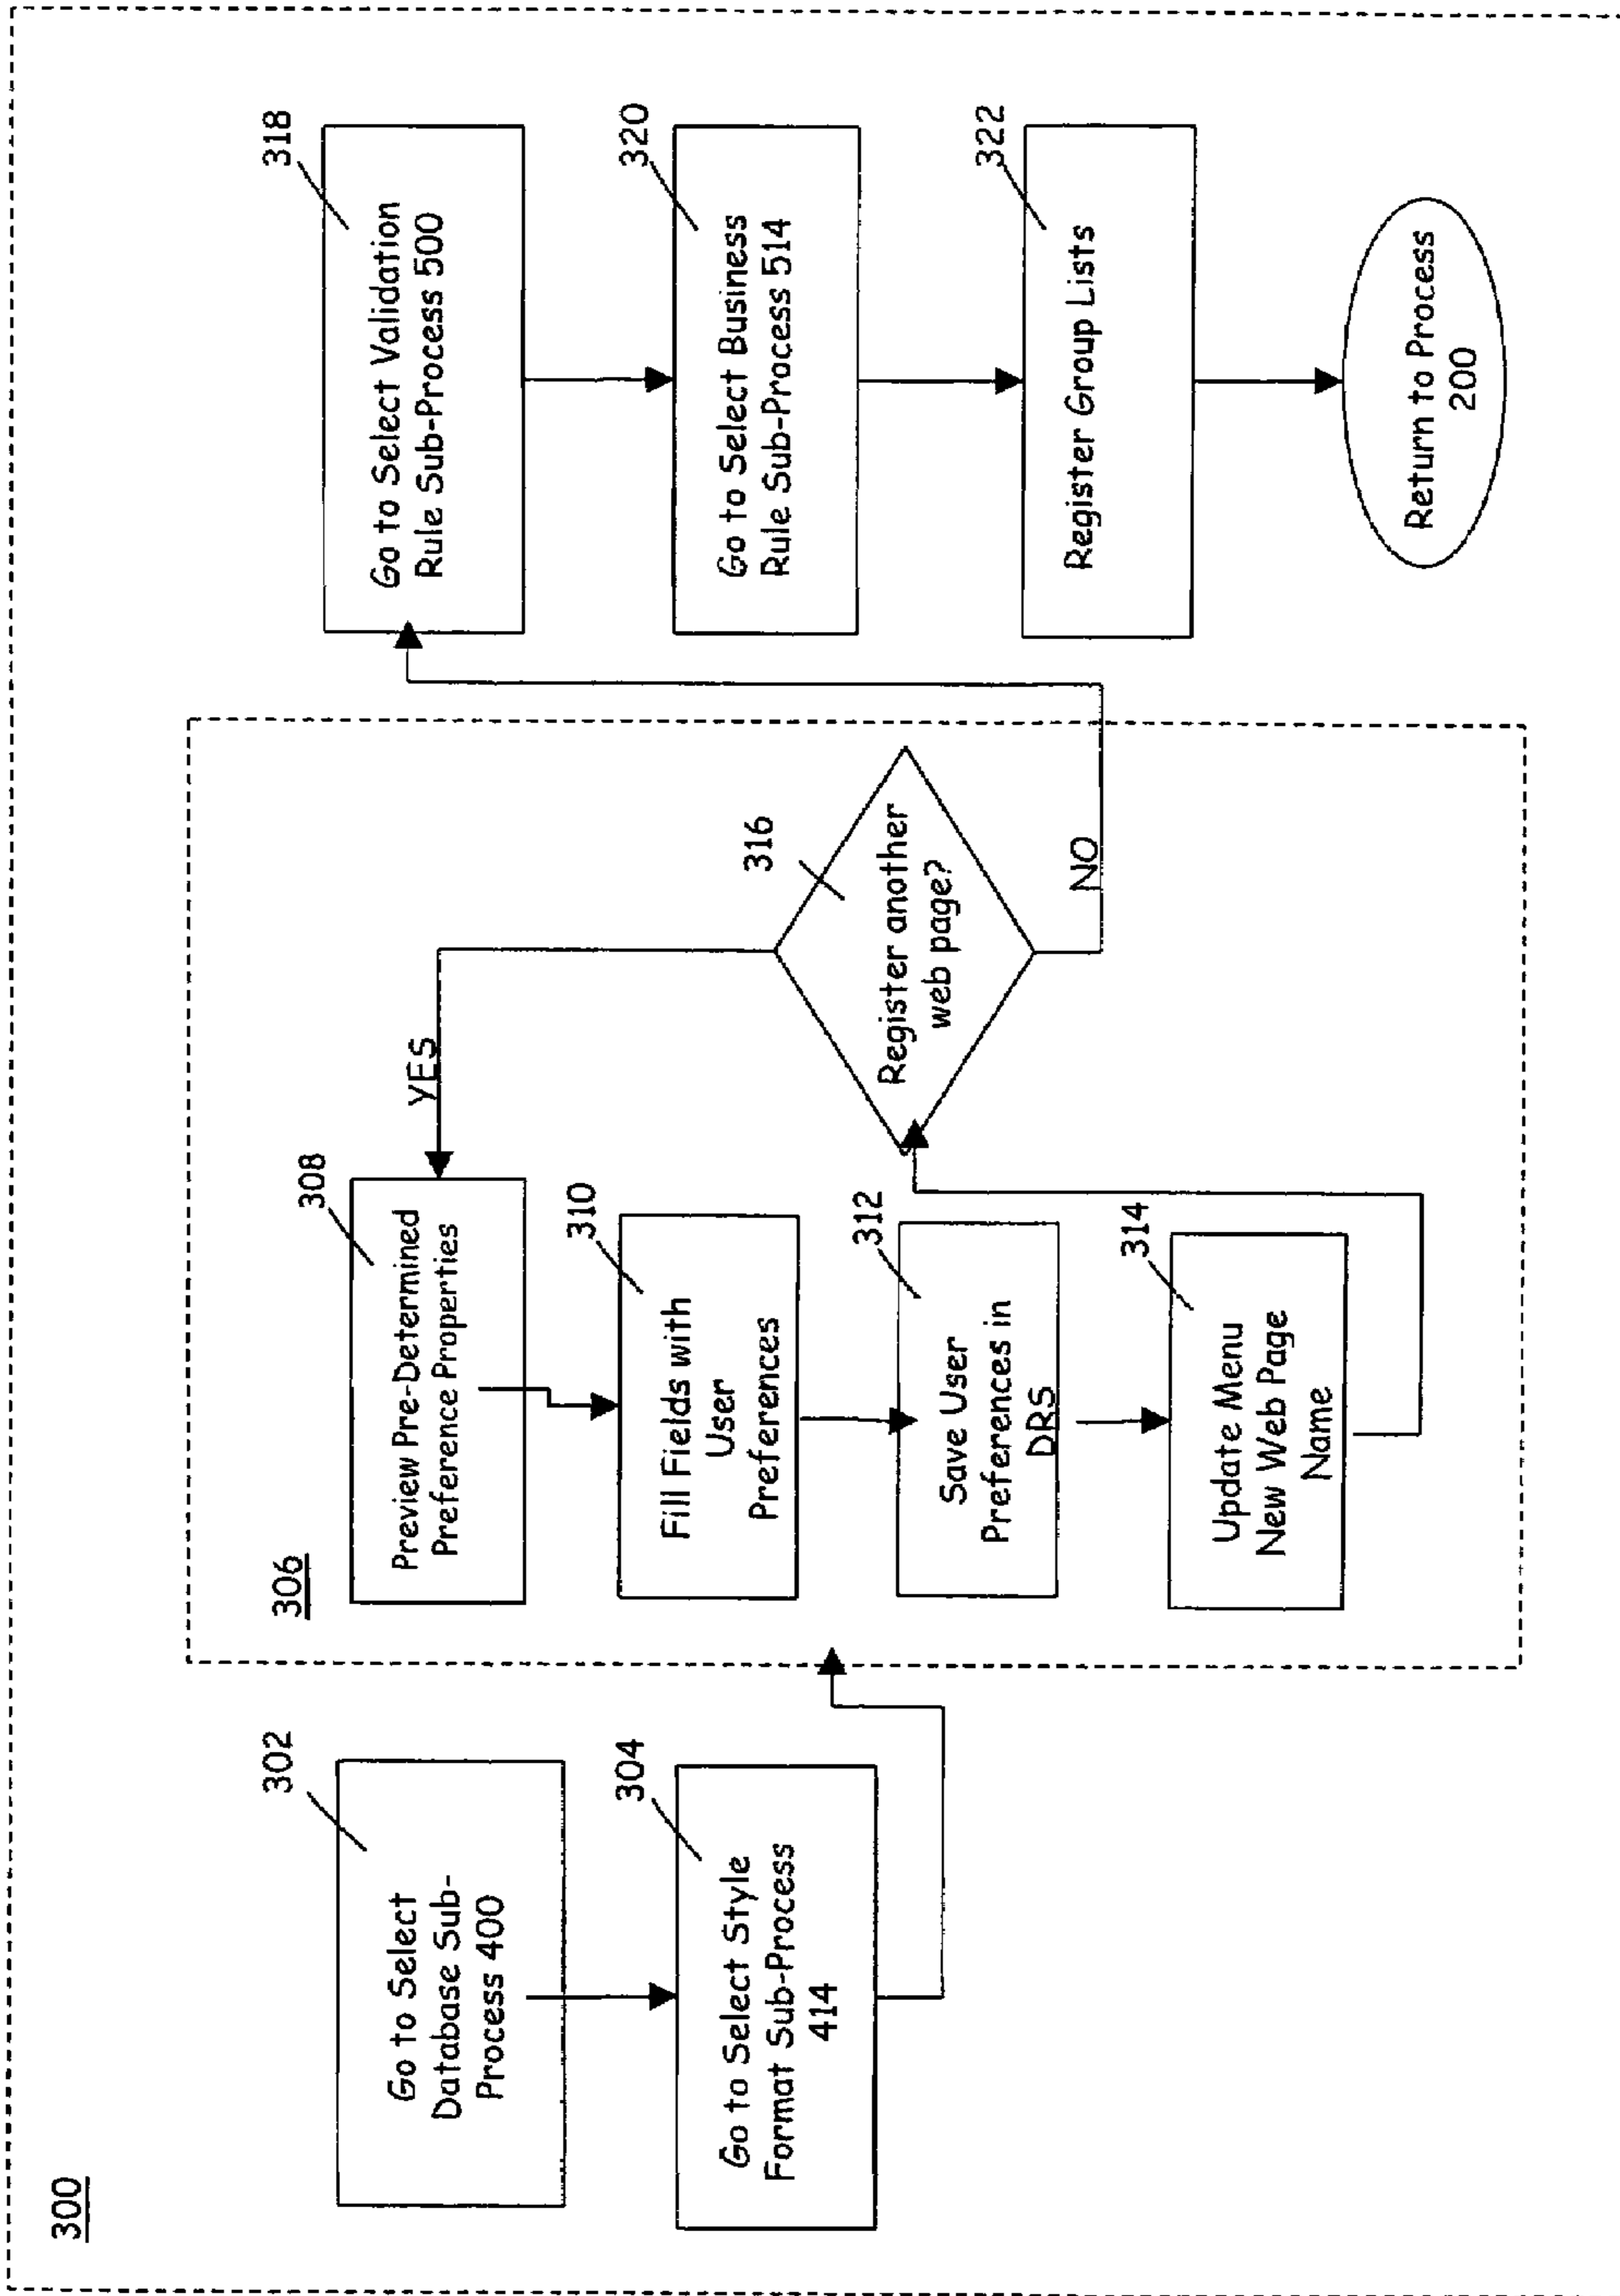 300
302
Go to Select
Database Sub-
Process 400
304
Go to Select Style
Format Sub-Process
414
306
308
Preview Pre-Determined
Preference Properties
310
Fill Fields with
User
Preferences
312
Save User
Preferences in
DRS
314
Update Menu
New Web Page
Name
YES
316
Register another
web page?
NO
318
Go to Select Validation
Rule Sub-Process 500
320
Go to Select Business
Rule Sub-Process 514
322
Register Group Lists
Return to Process
200